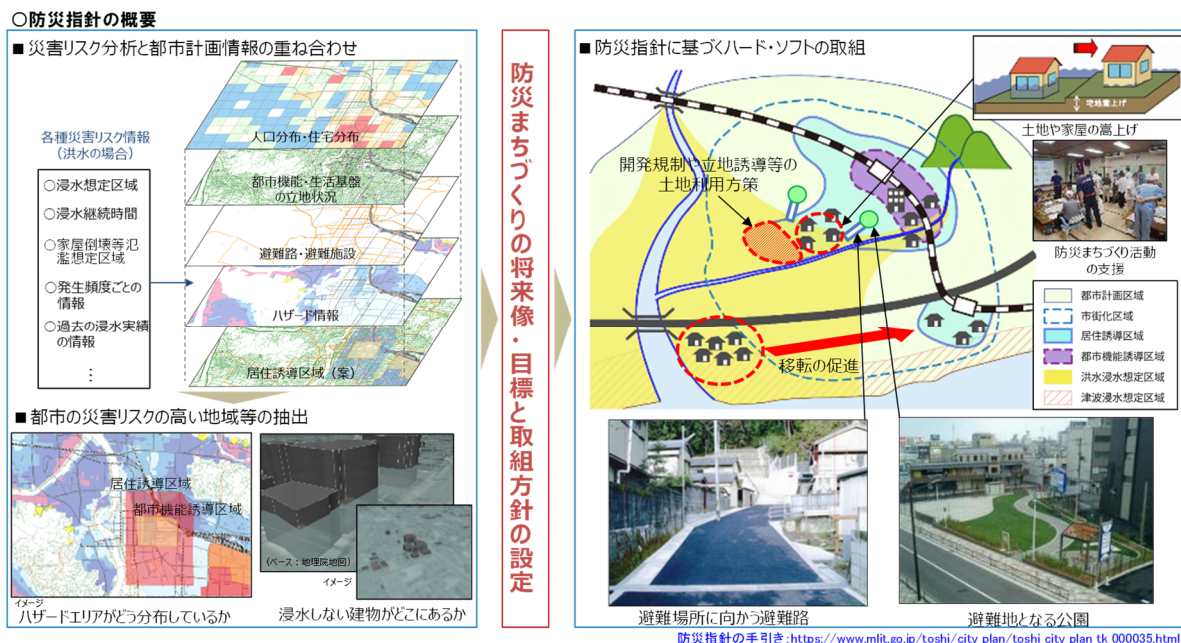 ○防災指針の概要
■ 災害リスク分析と都市計画情報の重ね合わせ
各種災害リスク情報
（洪水の場合）
○浸水想定区域
○浸水継続時間
○家屋倒壊等氾
濫想定区域
○発生頻度ごとの
情報
○過去の浸水実績
の情報
⋮
人口分布・住宅分布
都市機能・生活基盤
の立地状況
避難路・避難施設
ハザード情報
居住誘導区域（案）
■ 都市の災害リスクの高い地域等の抽出
居住誘導区域
都市機能誘導区域
イメージ
ハザードエリアがどう分布しているか
（ベース：地理院地図）
イメージ
浸水しない建物がどこにあるか
防災まちづくりの将来像・目標と取組方針の設定
■ 防災指針に基づくハード・ソフトの取組
開発規制や立地誘導等の
土地利用方策
移転の促進
宅地嵩上げ
土地や家屋の嵩上げ
防災まちづくり活動
の支援
都市計画区域
市街化区域
居住誘導区域
都市機能誘導区域
洪水浸水想定区域
津波浸水想定区域
避難場所に向かう避難路
避難地となる公園
防災指針の手引き：https://www.mlit.go.jp/toshi/city_plan/toshi_city_plan_tk_000035.html